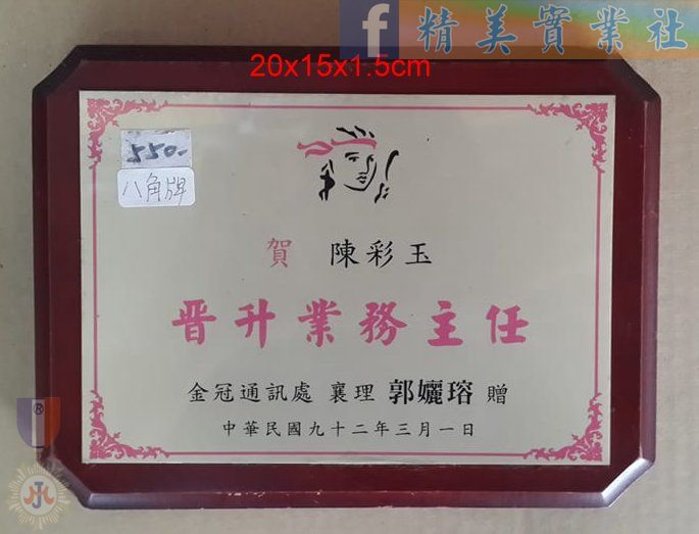 f 精美實業社
20x15x1.5cm
550-
八角牌
賀 陳彩玉
晉升業務主任
金冠通訊處 襄理 郭孋瑢 贈
中華民國九十二年三月一日
®